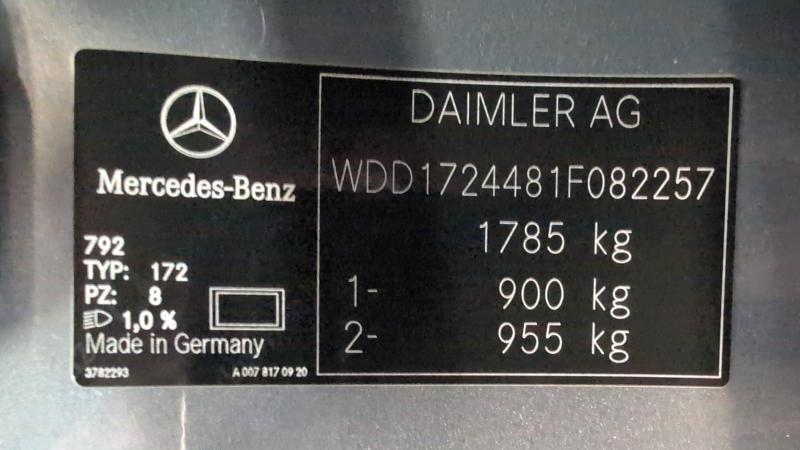 Mercedes-Benz
792
TYP: 172
PZ: 8
1,0 %
Made in Germany
3782293
A 007 817 09 20
DAIMLER AG
WDD1724481F082257
1785 kg
1- 900 kg
2- 955 kg